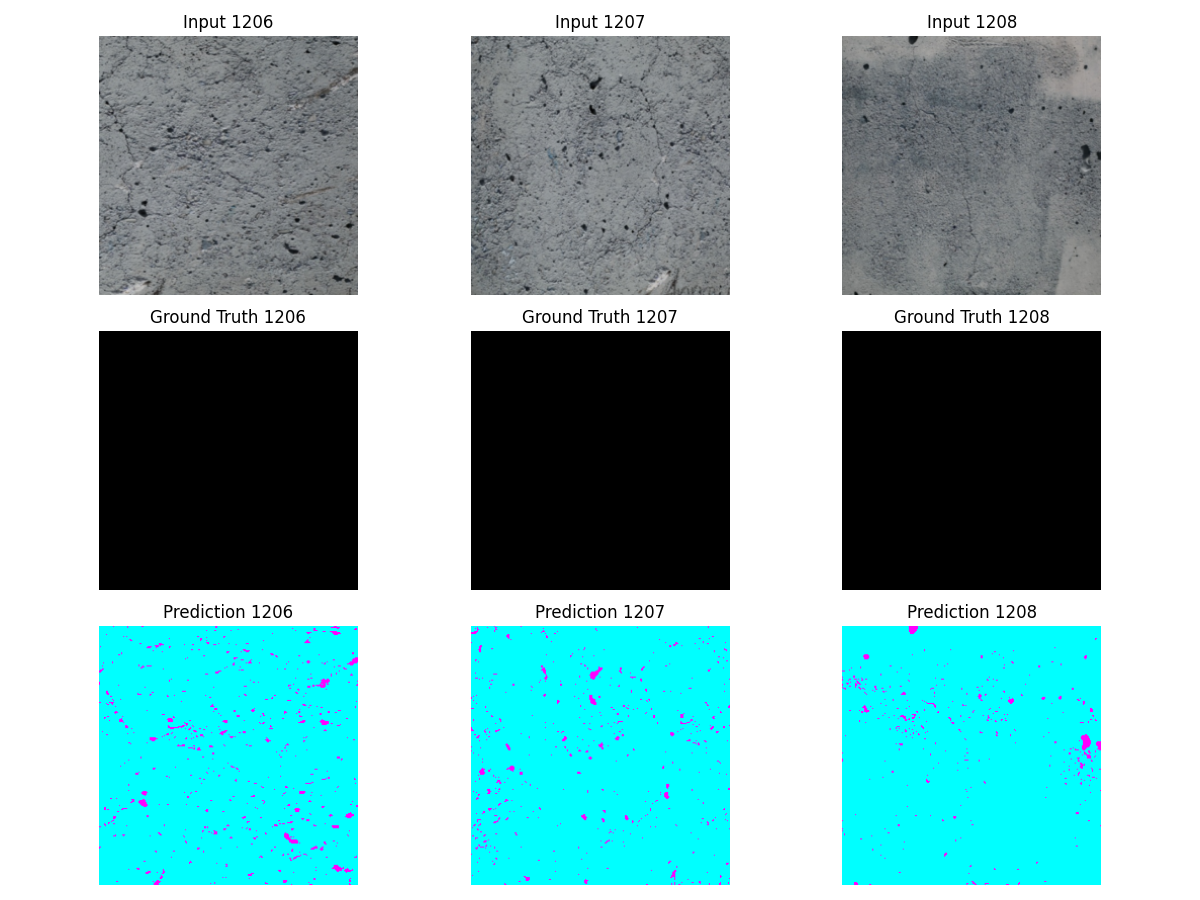 Input 1206
Input 1207
Input 1208
Ground Truth 1206
Ground Truth 1207
Ground Truth 1208
Prediction 1206
Prediction 1207
Prediction 1208